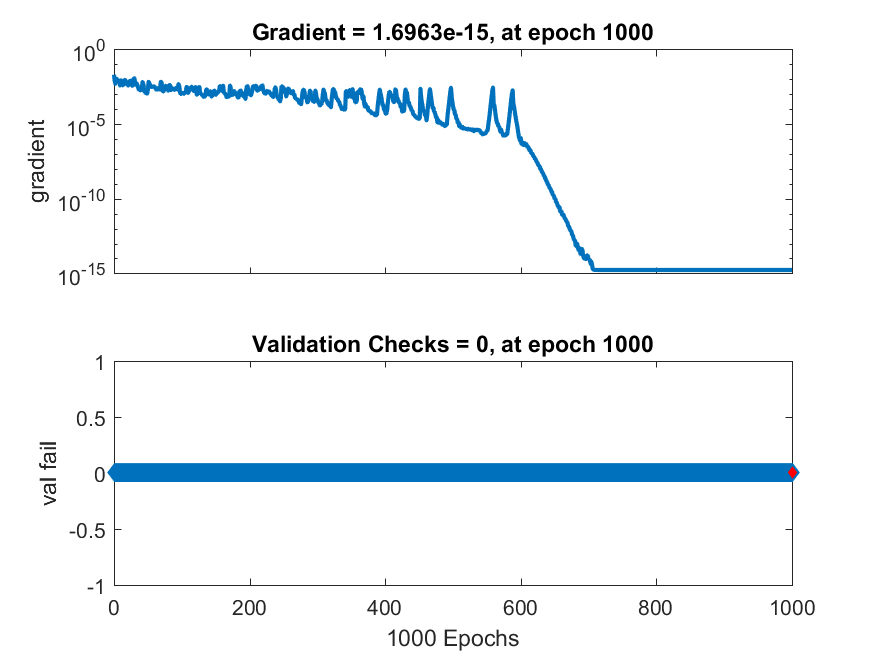 Gradient = 1.6963e-15, at epoch 1000
10^0
10^-5
10^-10
10^-15
gradient
Validation Checks = 0, at epoch 1000
1
0.5
0
-0.5
-1
val fail
0 200 400 600 800 1000
1000 Epochs